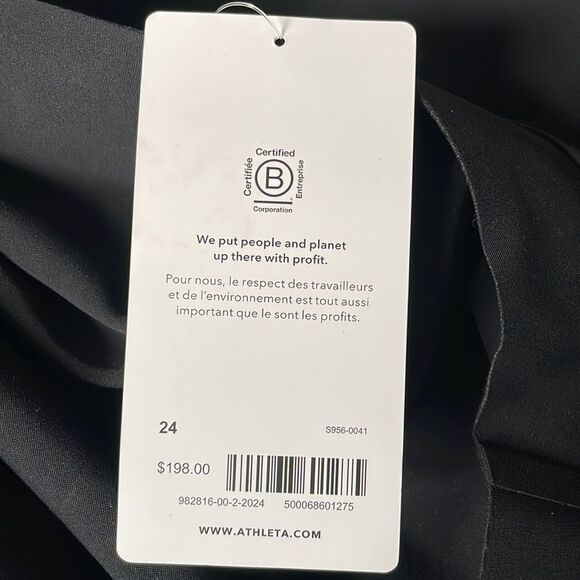 Certified
Certifiée
B
Entreprise
Corporation
We put people and planet
up there with profit.
Pour nous, le respect des travailleurs
et de l'environnement est tout aussi
important que le sont les profits.
24
S956-0041
$198.00
982816-00-2-2024 500068601275
WWW.ATHLETA.COM